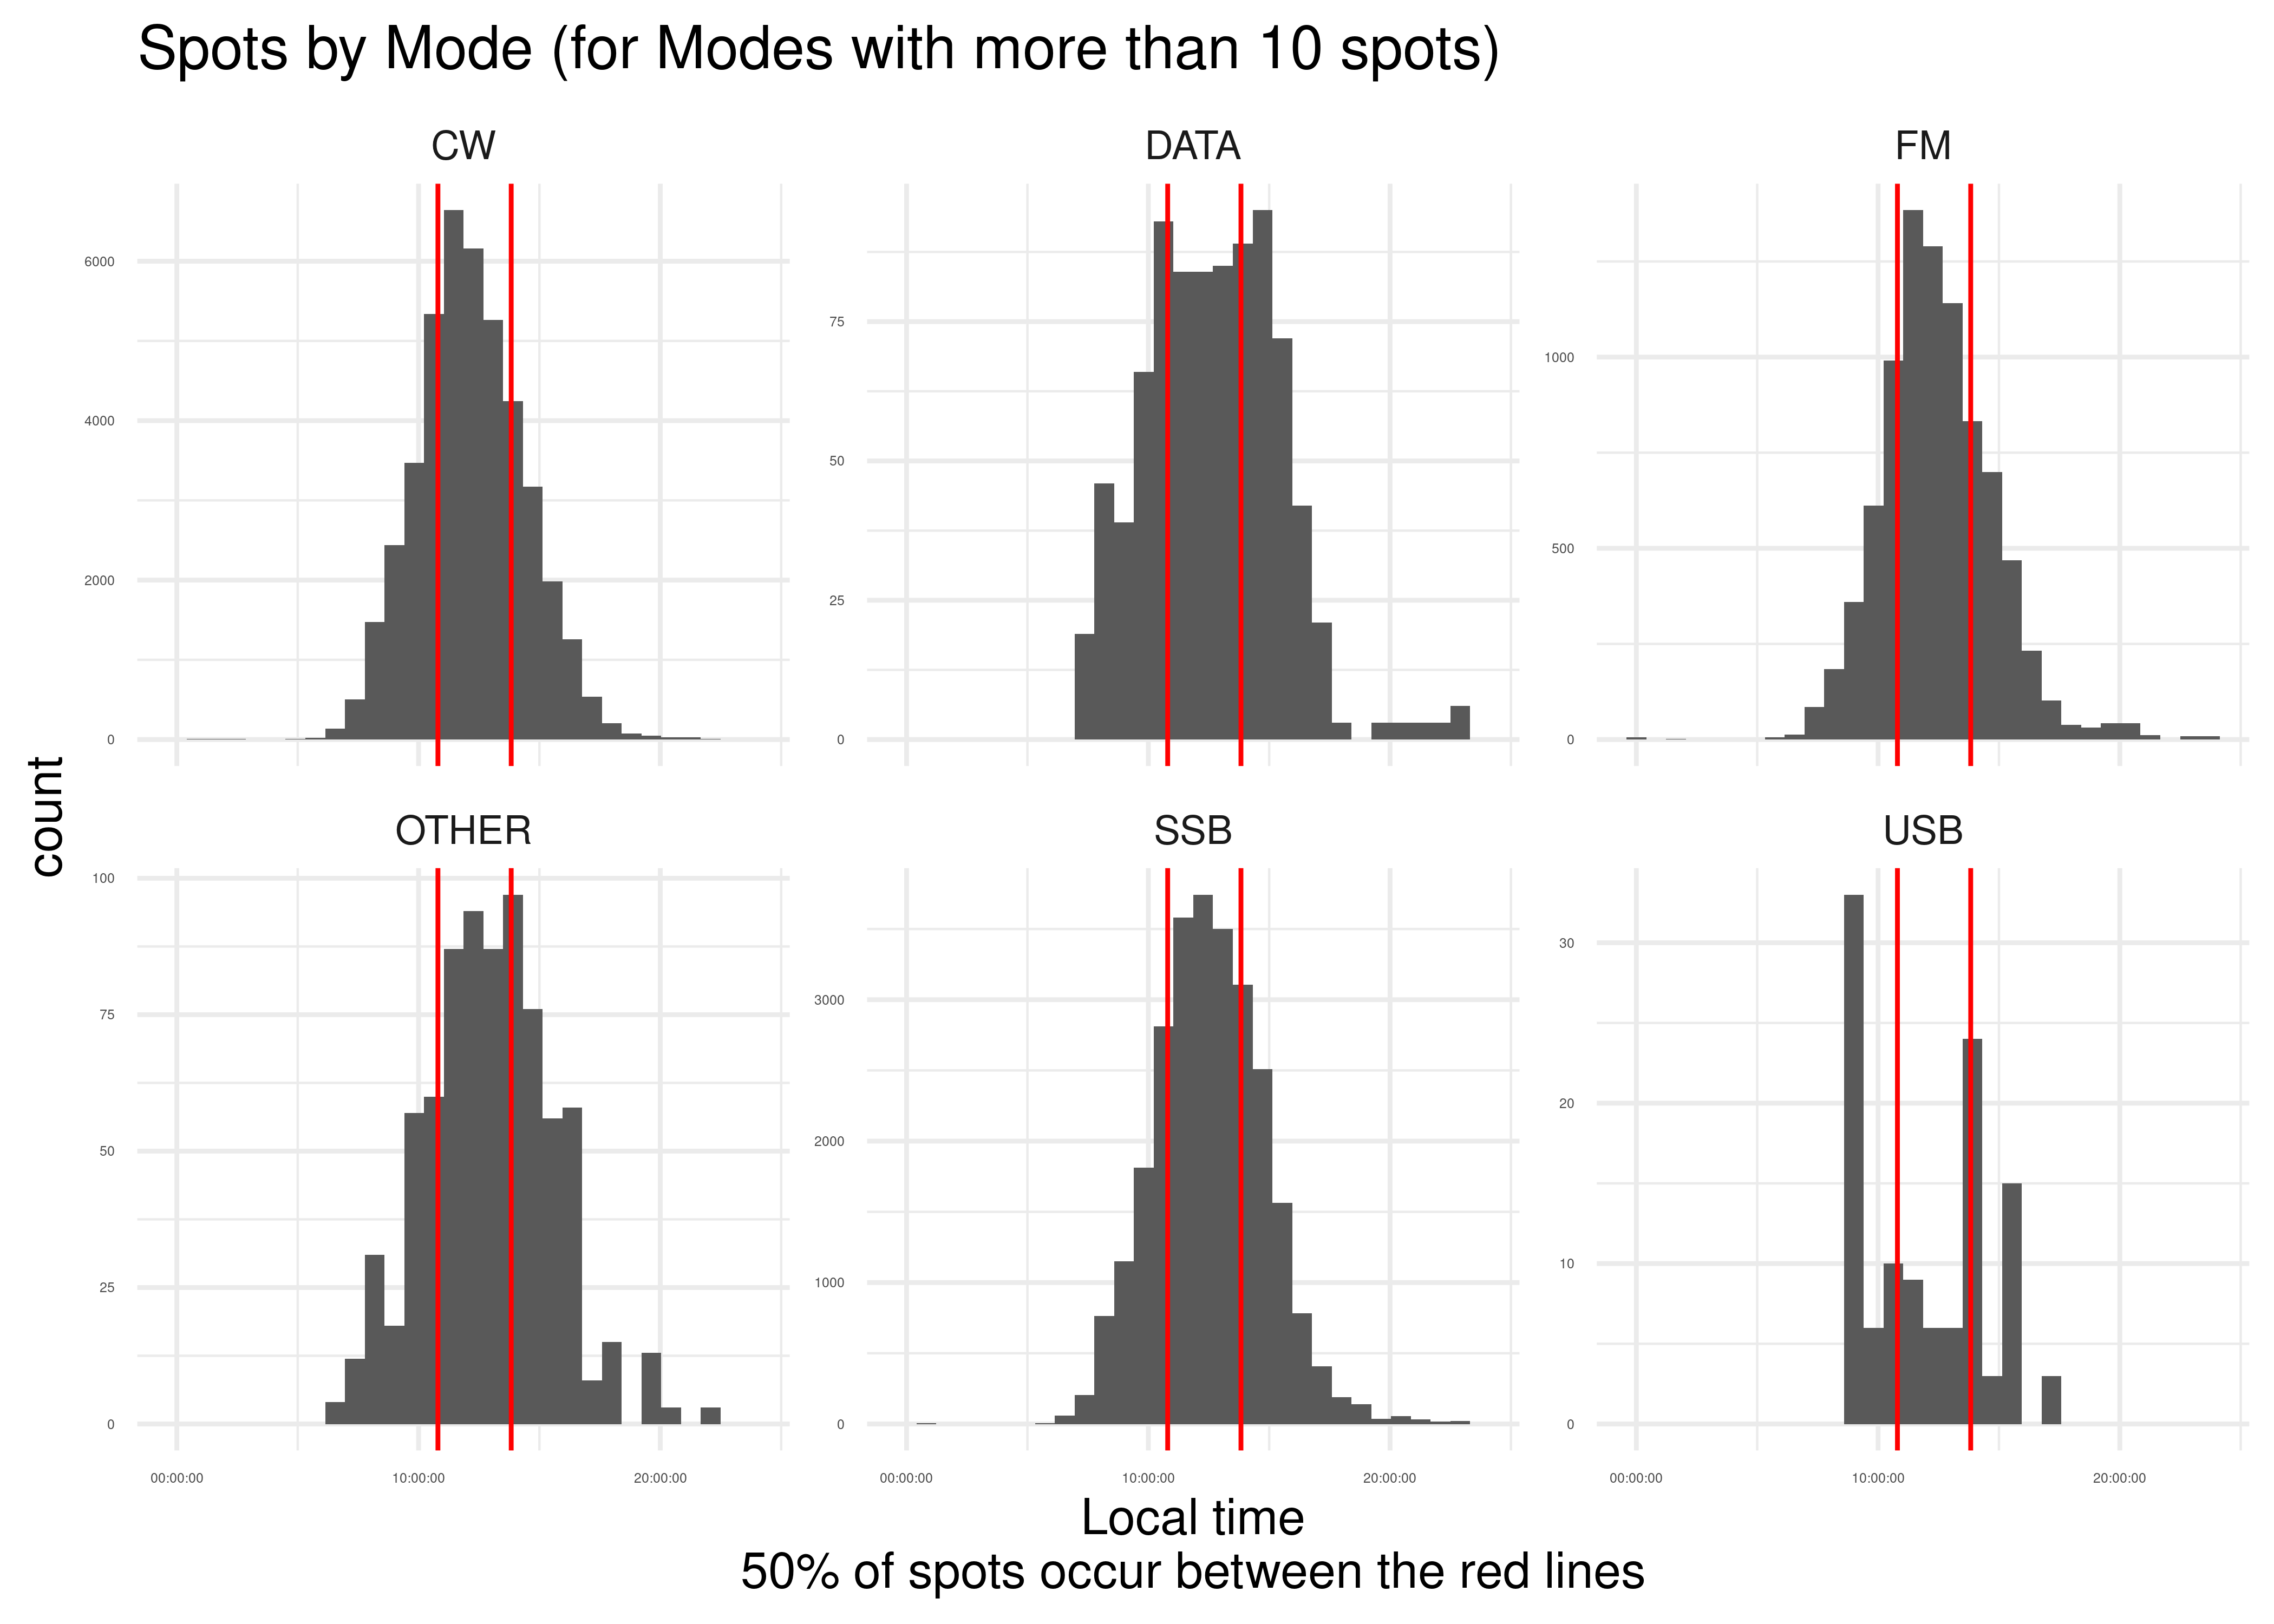 Spots by Mode (for Modes with more than 10 spots)
CW
DATA
FM
6000
4000
2000
0
75
50
25
0
1000
500
0
count
OTHER
SSB
USB
100
75
50
25
0
3000
2000
1000
0
30
20
10
0
00:00:00 10:00:00 20:00:00
00:00:00 10:00:00 20:00:00
00:00:00 10:00:00 20:00:00
Local time
50% of spots occur between the red lines